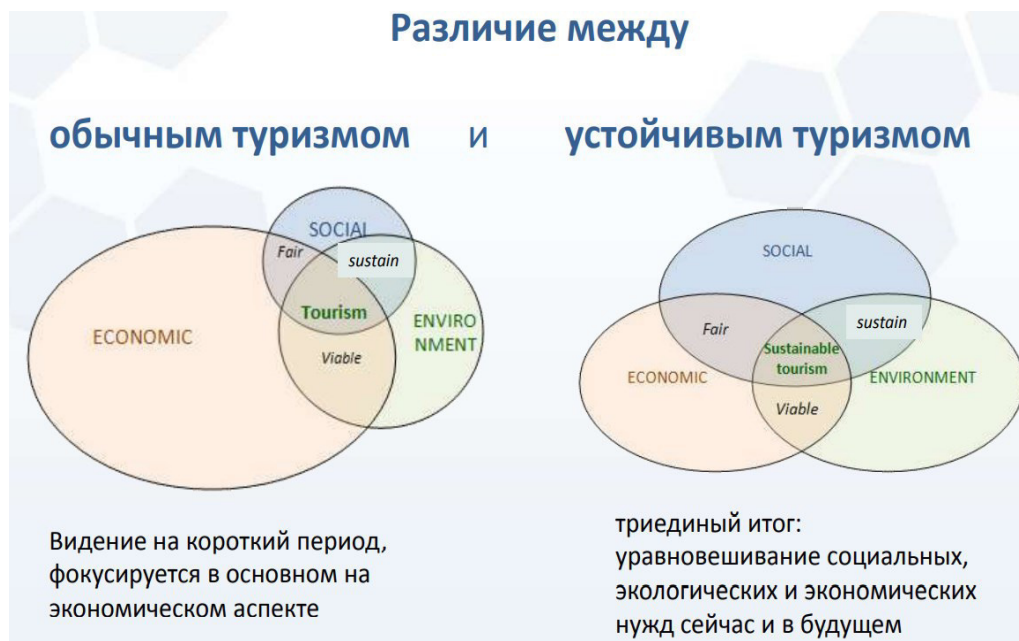 Различие между
обычным туризмом и устойчивым туризмом
SOCIAL
Fair
sustain
Tourism
ECONOMIC
ENVIRO
NMENT
Viable
SOCIAL
Fair
sustain
Sustainable
tourism
ECONOMIC
ENVIRONMENT
Viable
Видение на короткий период,
фокусируется в основном на
экономическом аспекте
триединый итог:
уравновешивание социальных,
экологических и экономических
нужд сейчас и в будущем